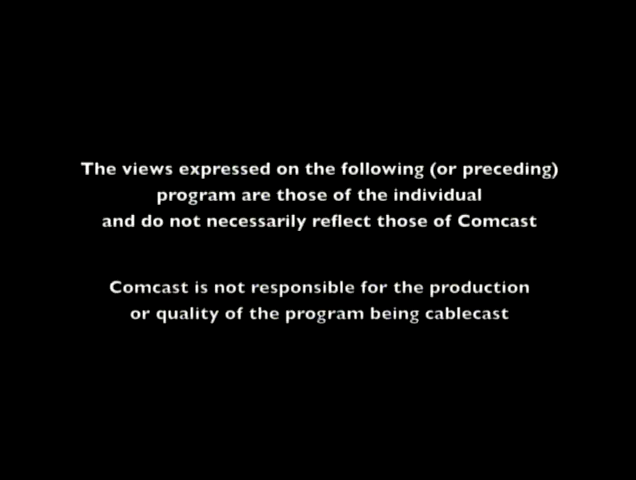 The views expressed on the following (or preceding)
program are those of the individual
and do not necessarily reflect those of Comcast
Comcast is not responsible for the production
or quality of the program being cablecast